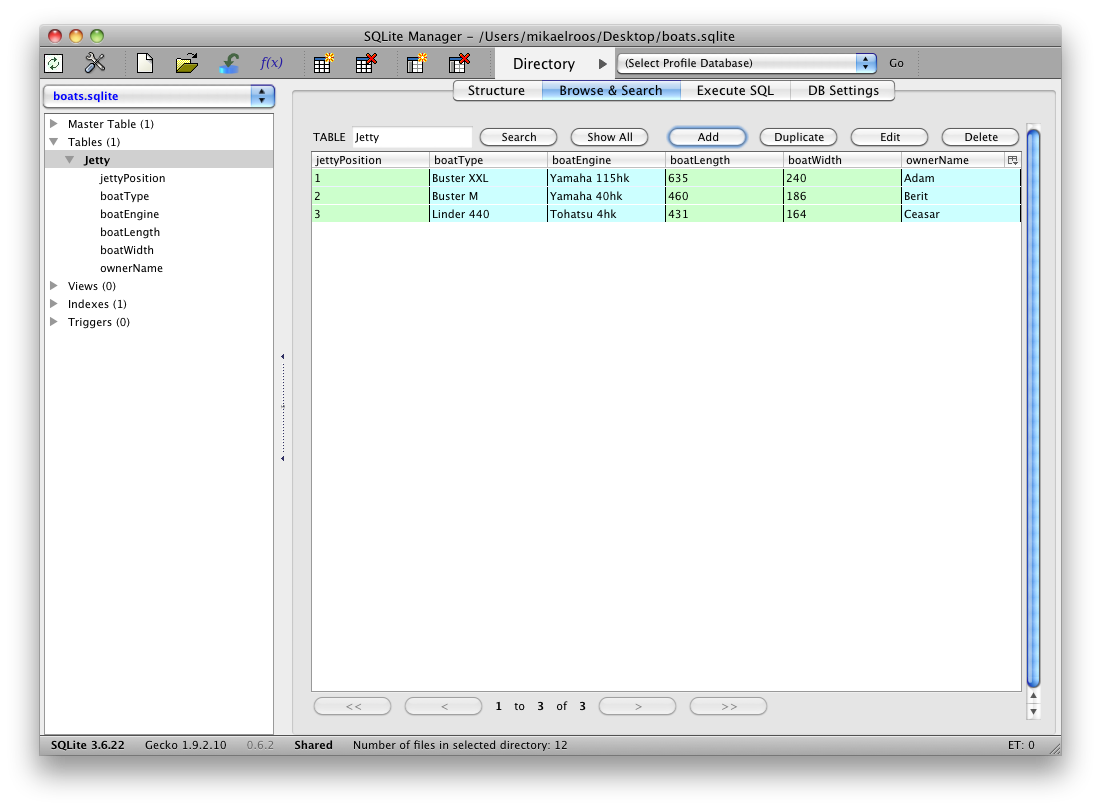 SQLite Manager – /Users/mikaelroos/Desktop/boats.sqlite
f(x) Directory (Select Profile Database) Go
boats.sqlite
Structure Browse & Search Execute SQL DB Settings
Master Table (1)
Tables (1)
Jetty
jettyPosition
boatType
boatEngine
boatLength
boatWidth
ownerName
Views (0)
Indexes (1)
Triggers (0)
TABLE Jetty Search Show All Add Duplicate Edit Delete
jettyPosition boatType boatEngine boatLength boatWidth ownerName
1 Buster XXL Yamaha 115hk 635 240 Adam
2 Buster M Yamaha 40hk 460 186 Berit
3 Linder 440 Tohatsu 4hk 431 164 Ceasar
<< < 1 to 3 of 3 > >>
SQLite 3.6.22 Gecko 1.9.2.10 0.6.2 Shared Number of files in selected directory: 12 ET: 0